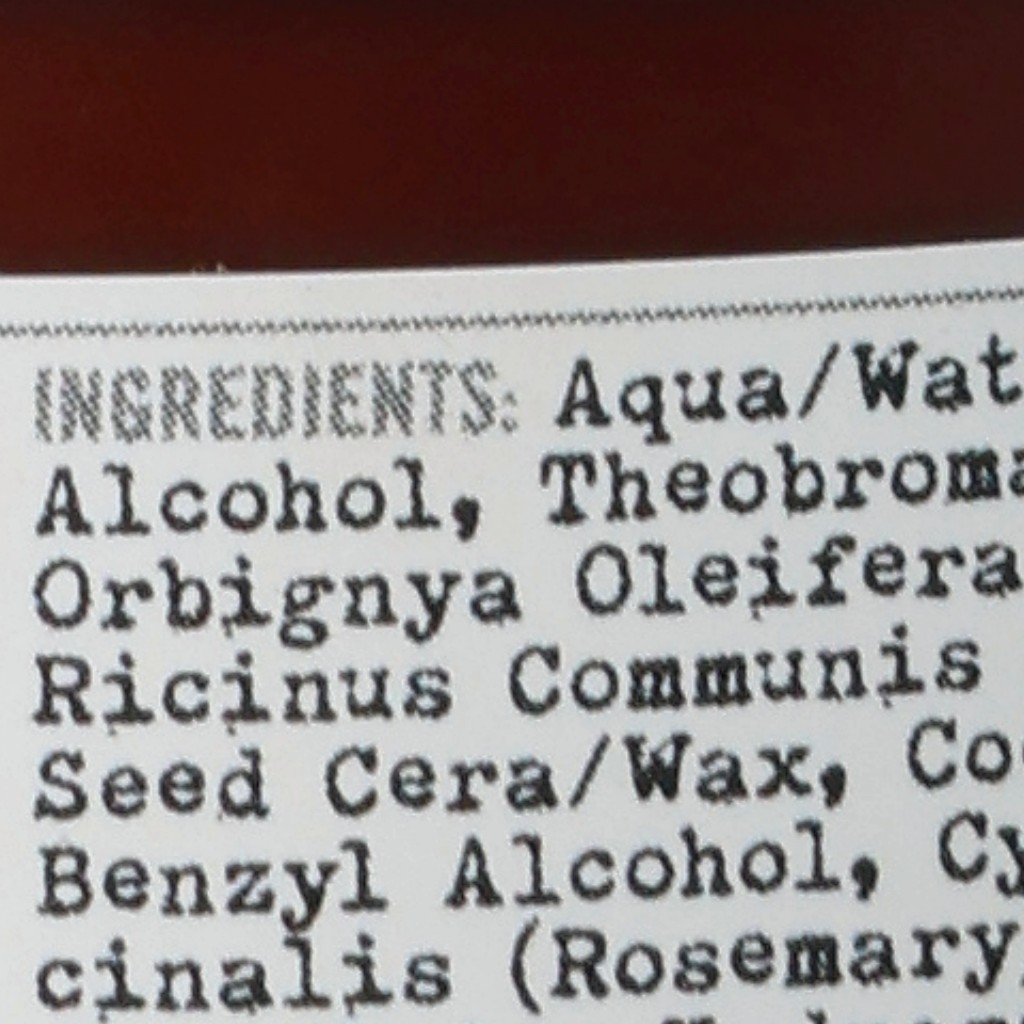 INGREDIENTS: Aqua/Wat
Alcohol, Theobroma
Orbignya Oleifera
Ricinus Communis
Seed Cera/Wax, Co
Benzyl Alcohol, Cy
cinalis (Rosemary